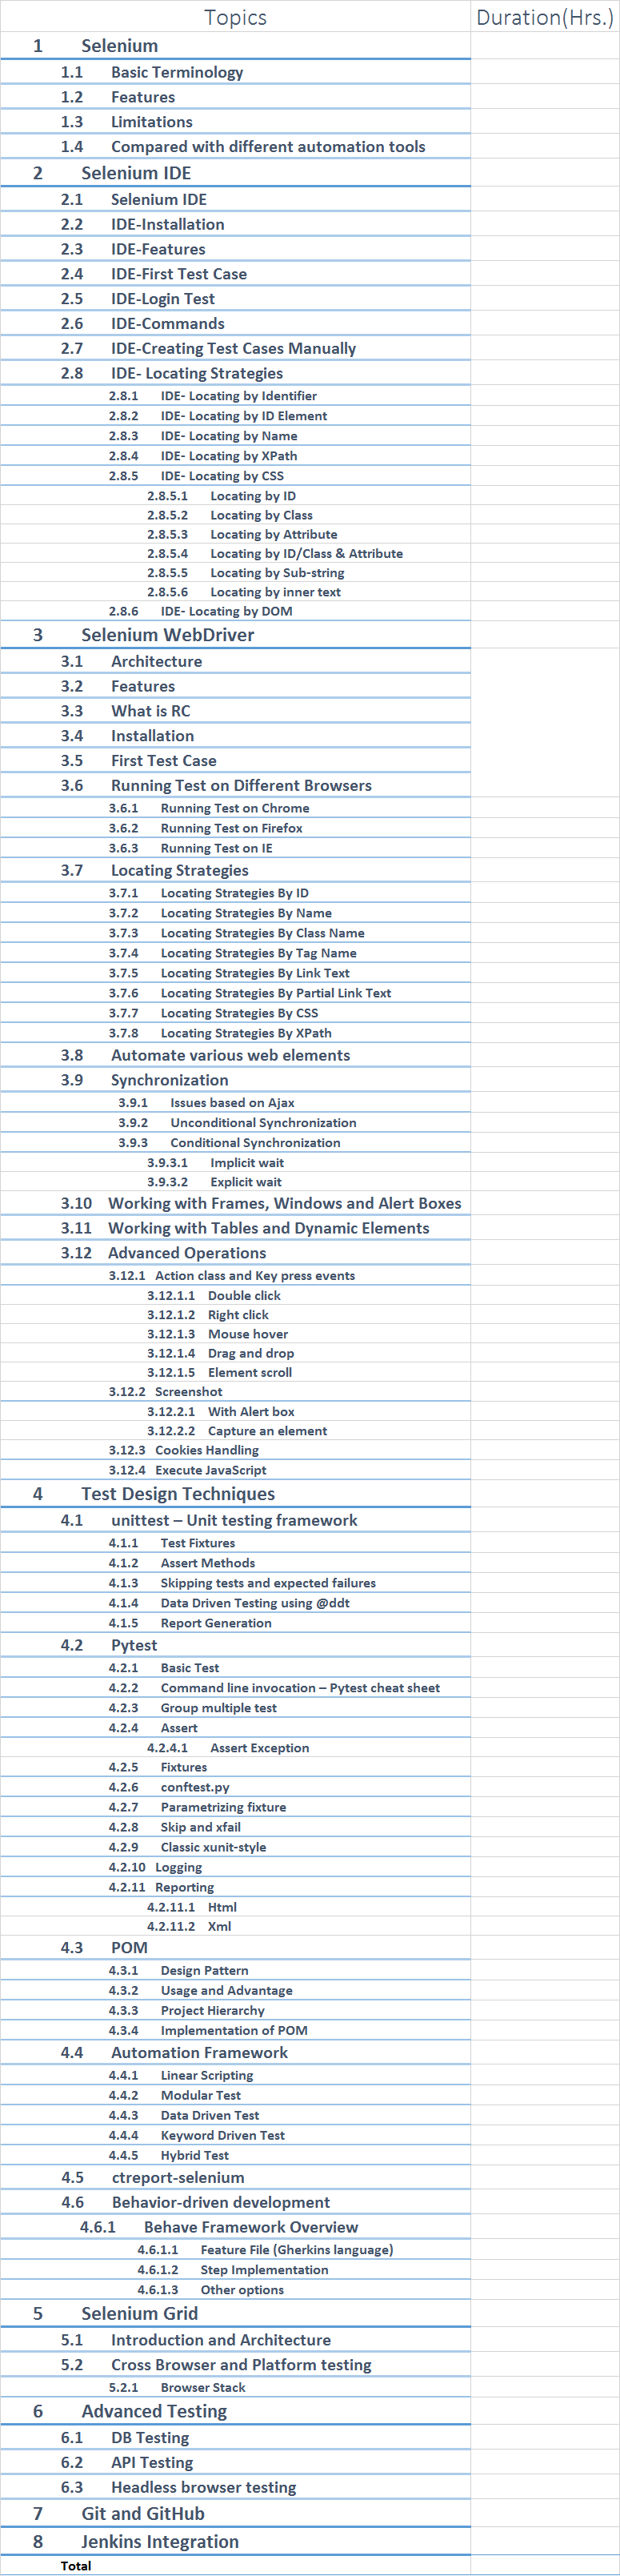 Topics Duration(Hrs.)
1 Selenium
1.1 Basic Terminology
1.2 Features
1.3 Limitations
1.4 Compared with different automation tools
2 Selenium IDE
2.1 Selenium IDE
2.2 IDE-Installation
2.3 IDE-Features
2.4 IDE-First Test Case
2.5 IDE-Login Test
2.6 IDE-Commands
2.7 IDE-Creating Test Cases Manually
2.8 IDE- Locating Strategies
2.8.1 IDE- Locating by Identifier
2.8.2 IDE- Locating by ID Element
2.8.3 IDE- Locating by Name
2.8.4 IDE- Locating by XPath
2.8.5 IDE- Locating by CSS
2.8.5.1 Locating by ID
2.8.5.2 Locating by Class
2.8.5.3 Locating by Attribute
2.8.5.4 Locating by ID/Class & Attribute
2.8.5.5 Locating by Sub-string
2.8.5.6 Locating by inner text
2.8.6 IDE- Locating by DOM
3 Selenium WebDriver
3.1 Architecture
3.2 Features
3.3 What is RC
3.4 Installation
3.5 First Test Case
3.6 Running Test on Different Browsers
3.6.1 Running Test on Chrome
3.6.2 Running Test on Firefox
3.6.3 Running Test on IE
3.7 Locating Strategies
3.7.1 Locating Strategies By ID
3.7.2 Locating Strategies By Name
3.7.3 Locating Strategies By Class Name
3.7.4 Locating Strategies By Tag Name
3.7.5 Locating Strategies By Link Text
3.7.6 Locating Strategies By Partial Link Text
3.7.7 Locating Strategies By CSS
3.7.8 Locating Strategies By XPath
3.8 Automate various web elements
3.9 Synchronization
3.9.1 Issues based on Ajax
3.9.2 Unconditional Synchronization
3.9.3 Conditional Synchronization
3.9.3.1 Implicit wait
3.9.3.2 Explicit wait
3.10 Working with Frames, Windows and Alert Boxes
3.11 Working with Tables and Dynamic Elements
3.12 Advanced Operations
3.12.1 Action class and Key press events
3.12.1.1 Double click
3.12.1.2 Right click
3.12.1.3 Mouse hover
3.12.1.4 Drag and drop
3.12.1.5 Element scroll
3.12.2 Screenshot
3.12.2.1 With Alert box
3.12.2.2 Capture an element
3.12.3 Cookies Handling
3.12.4 Execute JavaScript
4 Test Design Techniques
4.1 unittest – Unit testing framework
4.1.1 Test Fixtures
4.1.2 Assert Methods
4.1.3 Skipping tests and expected failures
4.1.4 Data Driven Testing using @ddt
4.1.5 Report Generation
4.2 Pytest
4.2.1 Basic Test
4.2.2 Command line invocation – Pytest cheat sheet
4.2.3 Group multiple test
4.2.4 Assert
4.2.4.1 Assert Exception
4.2.5 Fixtures
4.2.6 conftest.py
4.2.7 Parametrizing fixture
4.2.8 Skip and xfail
4.2.9 Classic xunit-style
4.2.10 Logging
4.2.11 Reporting
4.2.11.1 Html
4.2.11.2 Xml
4.3 POM
4.3.1 Design Pattern
4.3.2 Usage and Advantage
4.3.3 Project Hierarchy
4.3.4 Implementation of POM
4.4 Automation Framework
4.4.1 Linear Scripting
4.4.2 Modular Test
4.4.3 Data Driven Test
4.4.4 Keyword Driven Test
4.4.5 Hybrid Test
4.5 ctreport-selenium
4.6 Behavior-driven development
4.6.1 Behave Framework Overview
4.6.1.1 Feature File (Gherkins language)
4.6.1.2 Step Implementation
4.6.1.3 Other options
5 Selenium Grid
5.1 Introduction and Architecture
5.2 Cross Browser and Platform testing
5.2.1 Browser Stack
6 Advanced Testing
6.1 DB Testing
6.2 API Testing
6.3 Headless browser testing
7 Git and GitHub
8 Jenkins Integration
Total